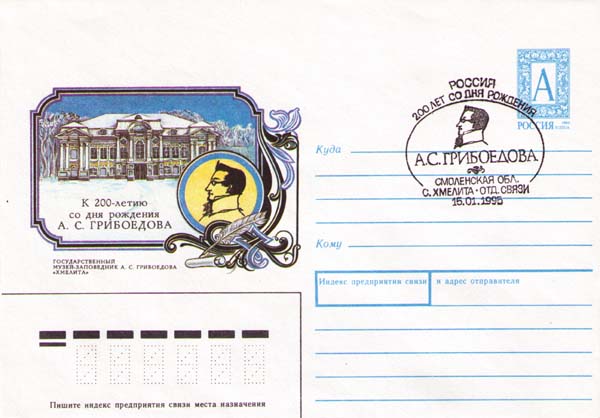 К 200-летию
со дня рождения
А. С. ГРИБОЕДОВА
ГОСУДАРСТВЕННЫЙ
МУЗЕЙ-ЗАПОВЕДНИК А. С. ГРИБОЕДОВА
«ХМЕЛИТА»
А
РОССИЯ
РОССИЯ
200 ЛЕТ СО ДНЯ РОЖДЕНИЯ
А.С. ГРИБОЕДОВА
СМОЛЕНСКАЯ ОБЛ.
С. ХМЕЛИТА · ОТД. СВЯЗИ
15.01.1995
Куда
Кому
Индекс предприятия связи и адрес отправителя
Пишите индекс предприятия связи места назначения